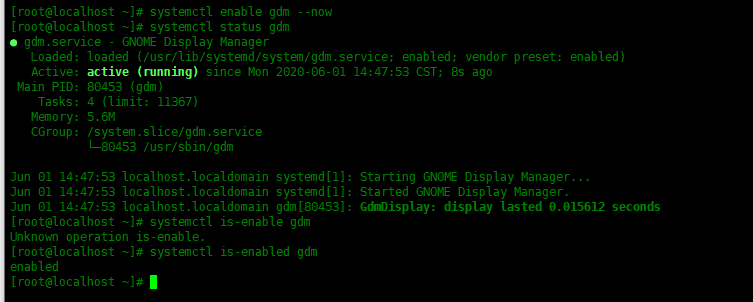 [root@localhost ~]# systemctl enable gdm --now
[root@localhost ~]# systemctl status gdm
● gdm.service - GNOME Display Manager
   Loaded: loaded (/usr/lib/systemd/system/gdm.service; enabled; vendor preset: enabled)
   Active: active (running) since Mon 2020-06-01 14:47:53 CST; 8s ago
 Main PID: 80453 (gdm)
    Tasks: 4 (limit: 11367)
   Memory: 5.6M
   CGroup: /system.slice/gdm.service
           └─80453 /usr/sbin/gdm

Jun 01 14:47:53 localhost.localdomain systemd[1]: Starting GNOME Display Manager...
Jun 01 14:47:53 localhost.localdomain systemd[1]: Started GNOME Display Manager.
Jun 01 14:47:53 localhost.localdomain gdm[80453]: GdmDisplay: display lasted 0.015612 seconds
[root@localhost ~]# systemctl is-enable gdm
Unknown operation is-enable.
[root@localhost ~]# systemctl is-enabled gdm
enabled
[root@localhost ~]#